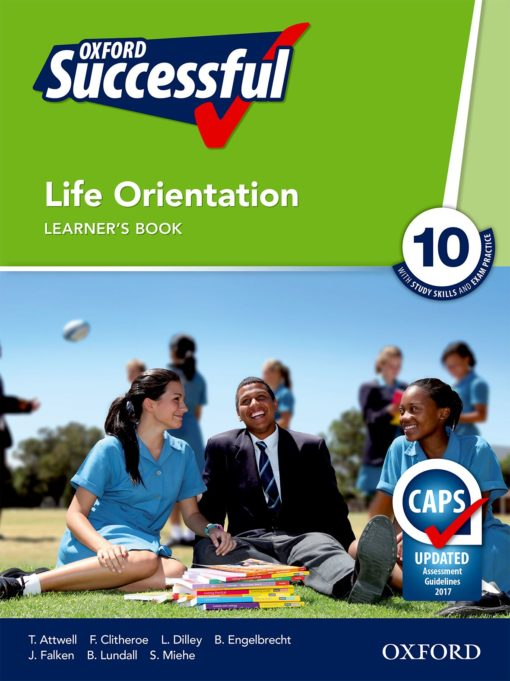 OXFORD
Successful
Life Orientation
LEARNER'S BOOK
10
WITH STUDY SKILLS AND EXAM PRACTICE
CAPS
UPDATED
Assessment
Guidelines
2017
T. Attwell F. Clitheroe L. Dilley B. Engelbrecht
J. Falken B. Lundall S. Miehe
OXFORD